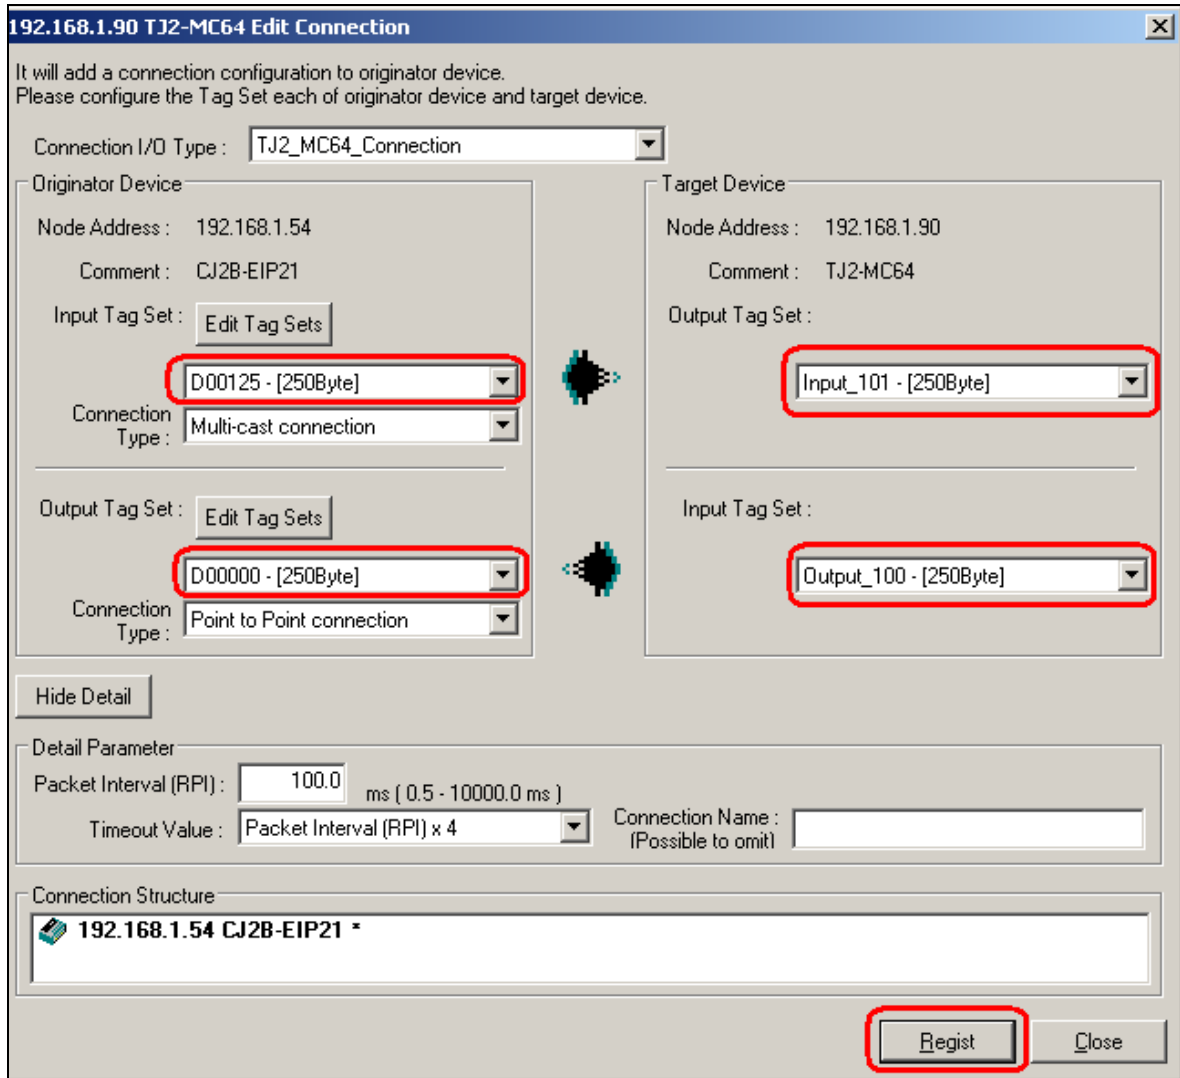 192.168.1.90 TJ2-MC64 Edit Connection
It will add a connection configuration to originator device.
Please configure the Tag Set each of originator device and target device.
Connection I/O Type : TJ2_MC64_Connection
Originator Device
Node Address : 192.168.1.54
Comment : CJ2B-EIP21
Input Tag Set : Edit Tag Sets
D00125 - [250Byte]
Connection Type : Multi-cast connection
Output Tag Set : Edit Tag Sets
D00000 - [250Byte]
Connection Type : Point to Point connection
Target Device
Node Address : 192.168.1.90
Comment : TJ2-MC64
Output Tag Set :
Input_101 - [250Byte]
Input Tag Set :
Output_100 - [250Byte]
Hide Detail
Detail Parameter
Packet Interval (RPI) : 100.0 ms ( 0.5 - 10000.0 ms )
Timeout Value : Packet Interval (RPI) x 4
Connection Name :
(Possible to omit)
Connection Structure
192.168.1.54 CJ2B-EIP21 *
Regist Close